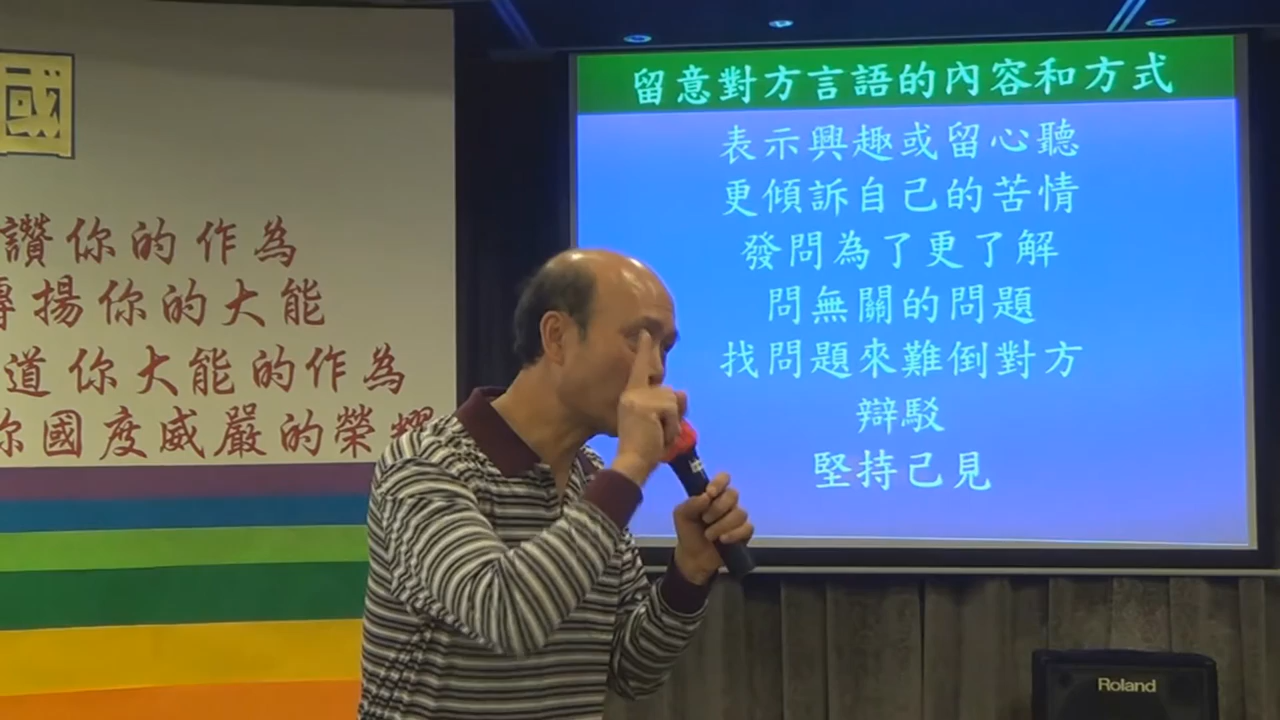 國
讚你的作為
揚你的大能
道你大能的作為
你國度威嚴的榮耀
留意對方言語的內容和方式
表示興趣或留心聽
更傾訴自己的苦情
發問為了更了解
問無關的問題
找問題來難倒對方
辯駁
堅持己見
Roland